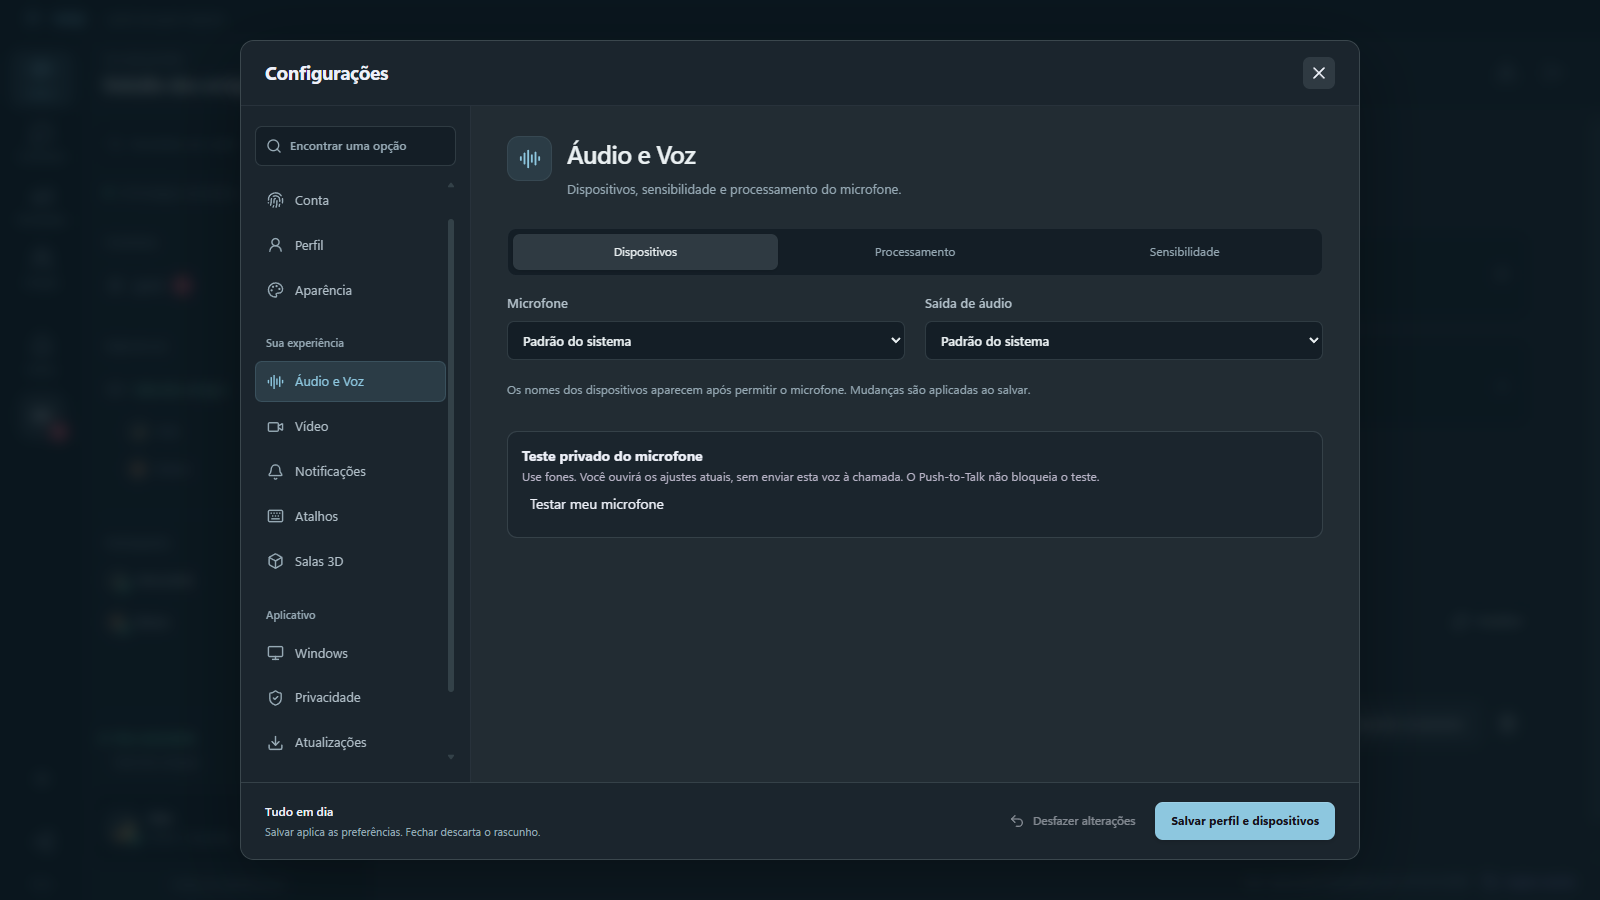 Configurações
Encontrar uma opção
Conta
Perfil
Aparência
Sua experiência
Áudio e Voz
Vídeo
Notificações
Atalhos
Salas 3D
Aplicativo
Windows
Privacidade
Atualizações
Áudio e Voz
Dispositivos, sensibilidade e processamento do microfone.
Dispositivos
Processamento
Sensibilidade
Microfone
Saída de áudio
Padrão do sistema
Padrão do sistema
Os nomes dos dispositivos aparecem após permitir o microfone. Mudanças são aplicadas ao salvar.
Teste privado do microfone
Use fones. Você ouvirá os ajustes atuais, sem enviar esta voz à chamada. O Push-to-Talk não bloqueia o teste.
Testar meu microfone
Tudo em dia
Salvar aplica as preferências. Fechar descarta o rascunho.
Desfazer alterações
Salvar perfil e dispositivos